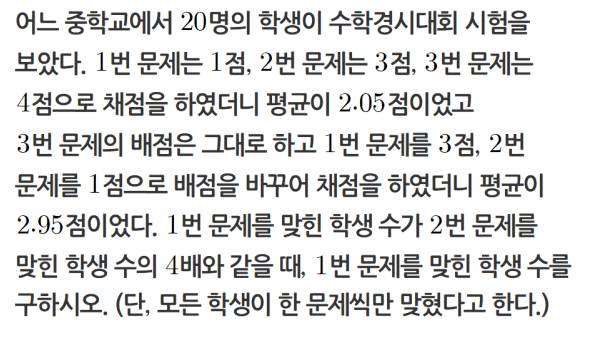 어느 중학교에서 20명의 학생이 수학경시대회 시험을
보았다. 1번 문제는 1점, 2번 문제는 3점, 3번 문제는
4점으로 채점을 하였더니 평균이 2.05점이었고
3번 문제의 배점은 그대로 하고 1번 문제를 3점, 2번
문제를 1점으로 배점을 바꾸어 채점을 하였더니 평균이
2.95점이었다. 1번 문제를 맞힌 학생 수가 2번 문제를
맞힌 학생 수의 4배와 같을 때, 1번 문제를 맞힌 학생 수를
구하시오. (단, 모든 학생이 한 문제씩만 맞혔다고 한다.)